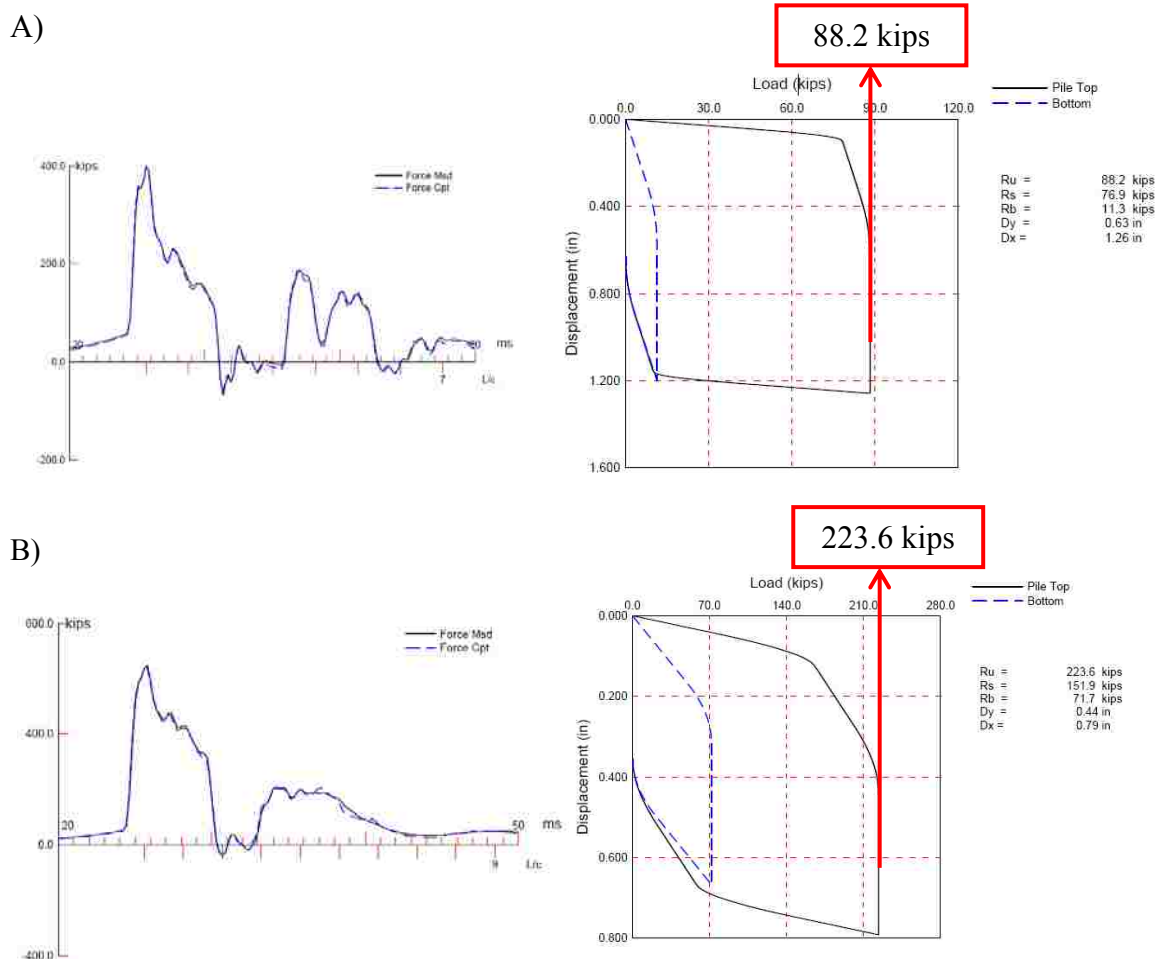 A)
88.2 kips
Load (kips)
0.0 30.0 60.0 90.0 120.0
Pile Top
Bottom
0.000
0.400
0.800
1.200
1.600
Displacement (in)
Ru = 88.2 kips
Rs = 76.9 kips
Rb = 11.3 kips
Dy = 0.63 in
Dx = 1.26 in
400.0 kips
200.0
0.0
-200.0
Force Msd
Force Cpt
20
ms
7 L/c
B)
223.6 kips
Load (kips)
0.0 70.0 140.0 210.0 280.0
Pile Top
Bottom
0.000
0.200
0.400
0.600
0.800
Displacement (in)
Ru = 223.6 kips
Rs = 151.9 kips
Rb = 71.7 kips
Dy = 0.44 in
Dx = 0.79 in
kips
400.0
0.0
-400.0
Force Msd
Force Cpt
20 50 ms
9 L/c